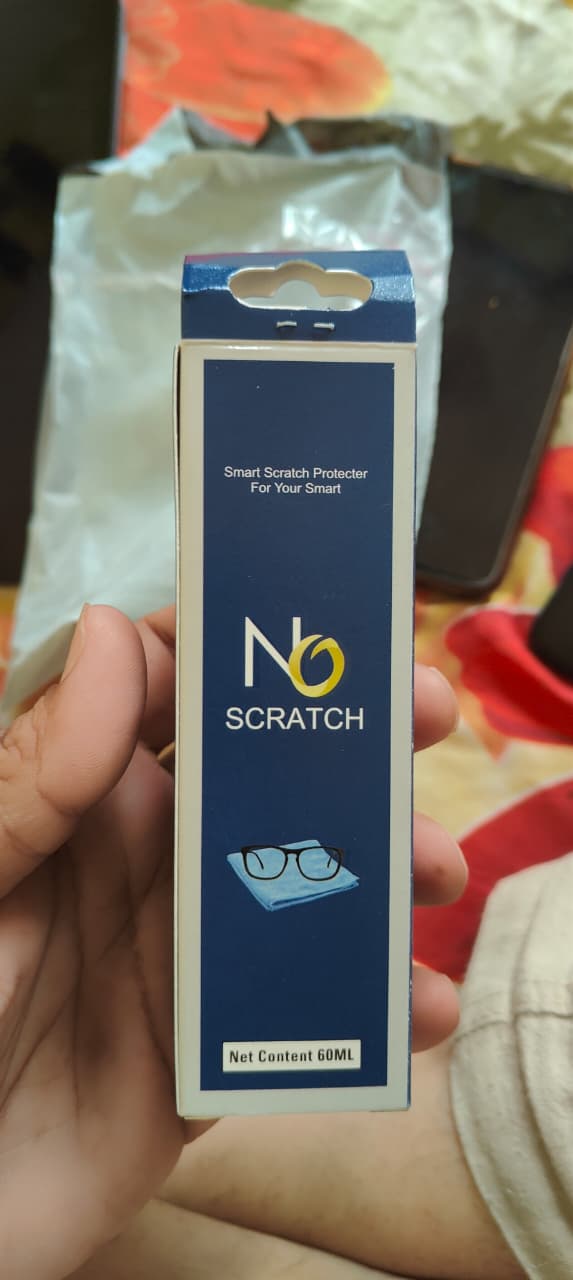 Smart Scratch Protecter
For Your Smart
NO
SCRATCH
Net Content 60ML